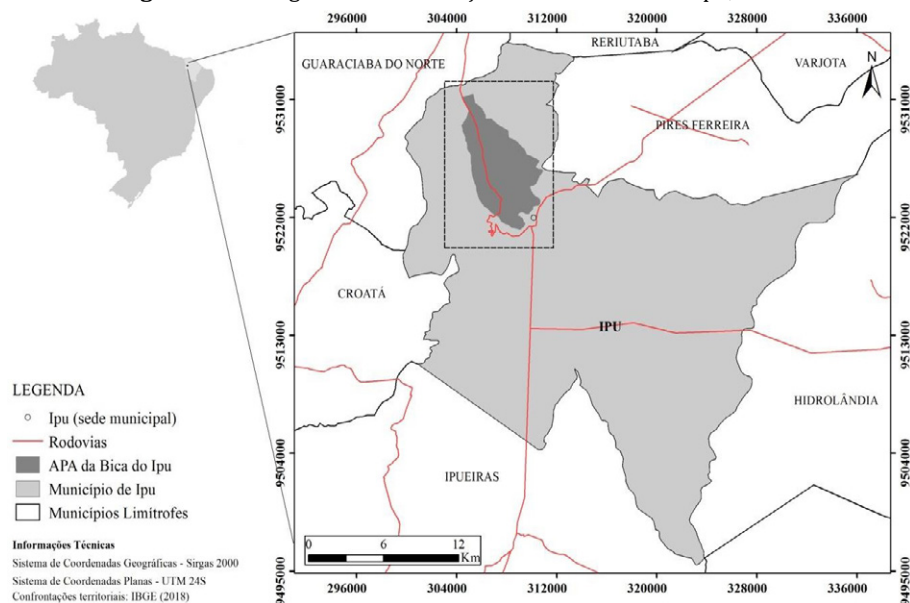 296000 304000 312000 320000 328000 336000
RERIUTABA
GUARACIABA DO NORTE
VARJOTA
N
PIRES FERREIRA
9531000 9531000
9522000 9522000
CROATÁ
IPU
9513000 9513000
HIDROLÂNDIA
IPUEIRAS
9504000 9504000
9495000 9495000
0 6 12
Km
296000 304000 312000 320000 328000 336000
LEGENDA
Ipu (sede municipal)
Rodovias
APA da Bica do Ipu
Município de Ipu
Municípios Limítrofes
Informações Técnicas
Sistema de Coordenadas Geográficas - Sirgas 2000
Sistema de Coordenadas Planas - UTM 24S
Confrontações territoriais: IBGE (2018)